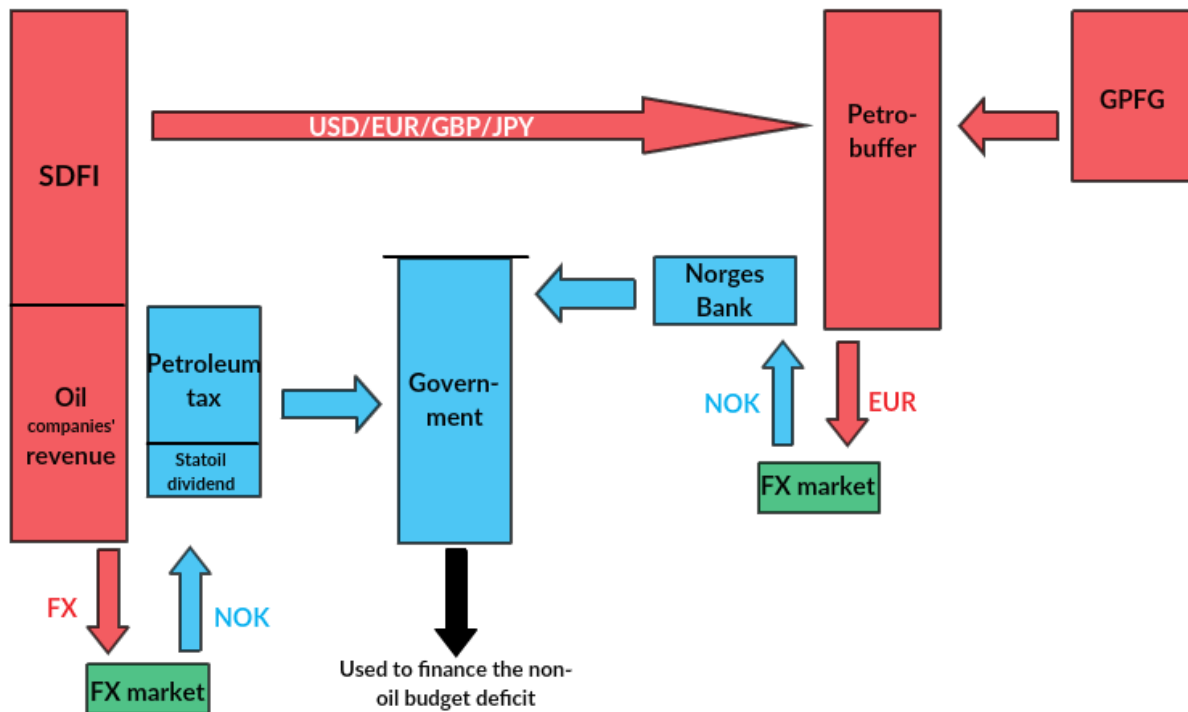 SDFI
USD/EUR/GBP/JPY
Petro-
buffer
GPFG
Norges
Bank
Petroleum
tax
Statoil
dividend
Oil
companies'
revenue
Govern-
ment
NOK
EUR
FX market
FX
NOK
FX market
Used to finance the non-
oil budget deficit